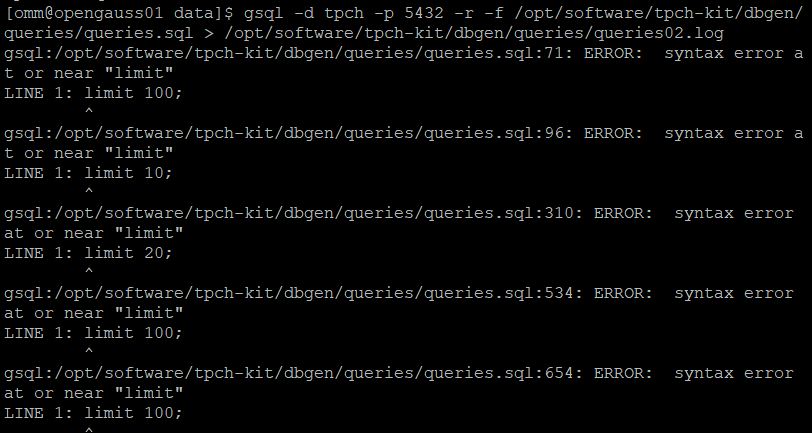 [omm@opengauss01 data]$ gsql -d tpch -p 5432 -r -f /opt/software/tpch-kit/dbgen/
queries/queries.sql > /opt/software/tpch-kit/dbgen/queries/queries02.log
gsql:/opt/software/tpch-kit/dbgen/queries/queries.sql:71: ERROR:  syntax error a
t or near "limit"
LINE 1: limit 100;
        ^
gsql:/opt/software/tpch-kit/dbgen/queries/queries.sql:96: ERROR:  syntax error a
t or near "limit"
LINE 1: limit 10;
        ^
gsql:/opt/software/tpch-kit/dbgen/queries/queries.sql:310: ERROR:  syntax error
at or near "limit"
LINE 1: limit 20;
        ^
gsql:/opt/software/tpch-kit/dbgen/queries/queries.sql:534: ERROR:  syntax error
at or near "limit"
LINE 1: limit 100;
        ^
gsql:/opt/software/tpch-kit/dbgen/queries/queries.sql:654: ERROR:  syntax error
at or near "limit"
LINE 1: limit 100;
        ^